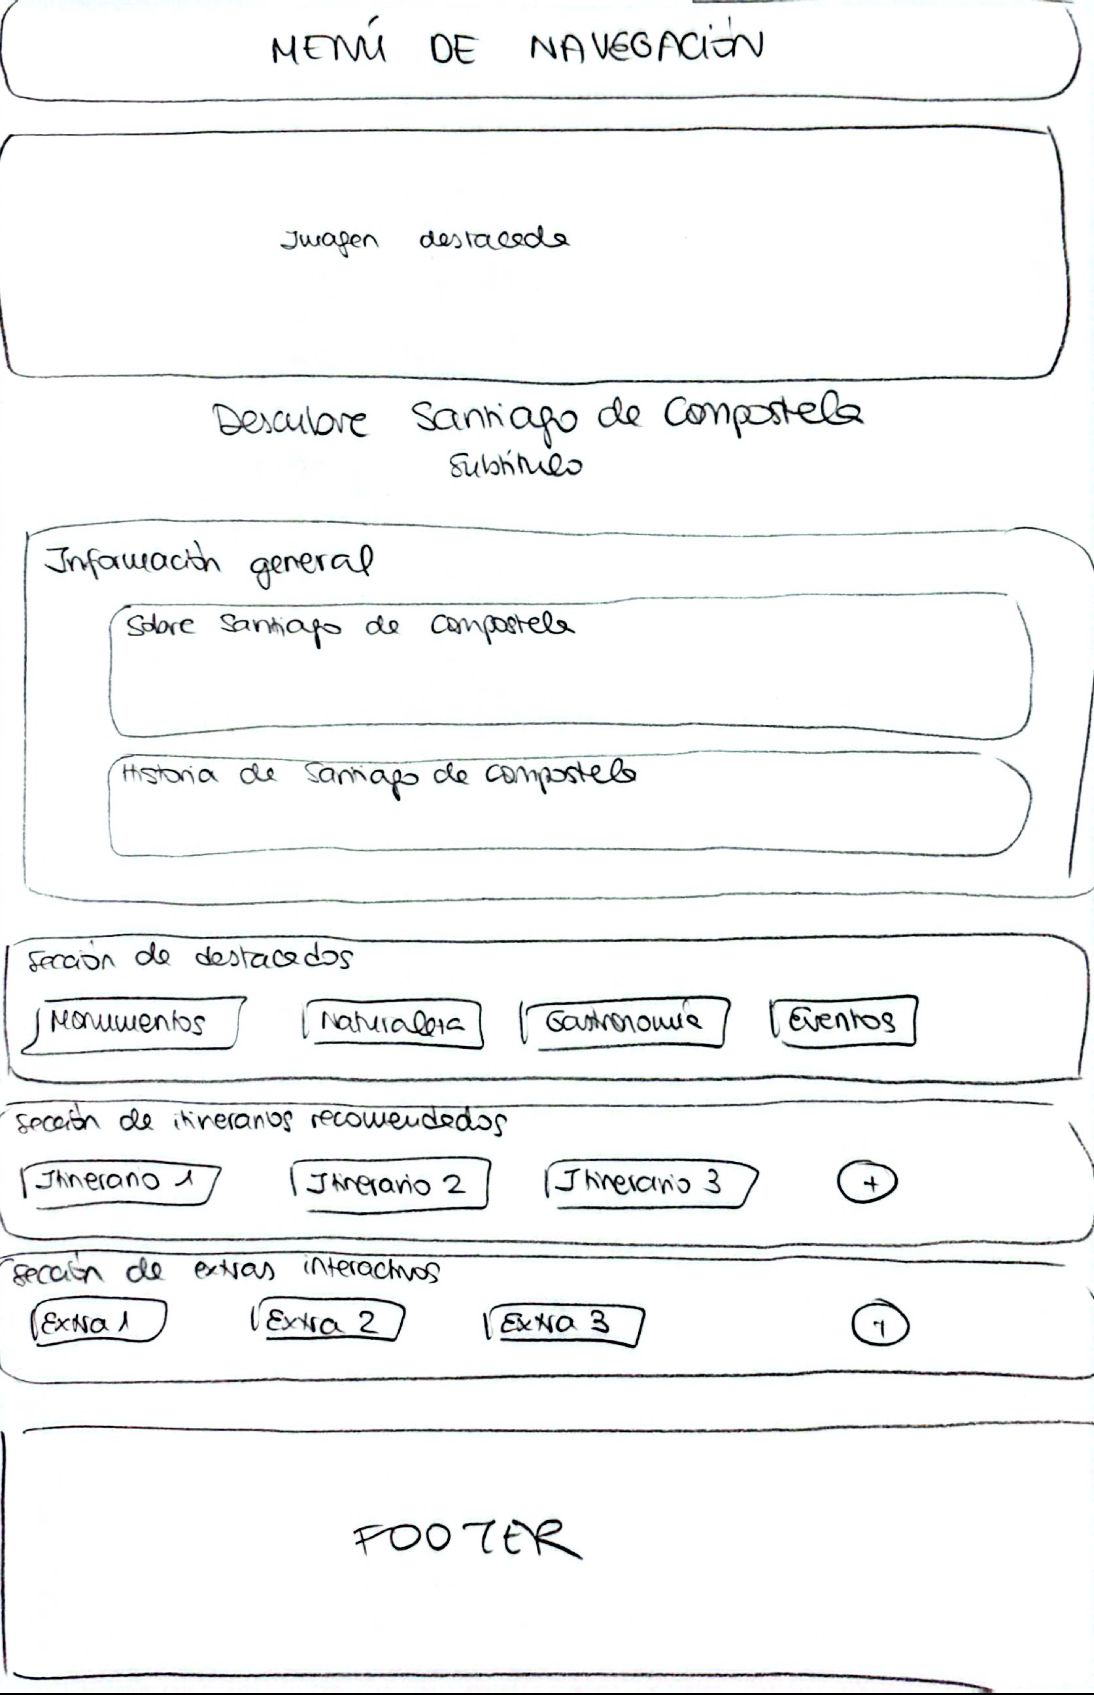 MENÚ DE NAVEGACIÓN
Imagen destacada
Descubre Santiago de Compostela
Subtítulo
Información general
Sobre Santiago de Compostela
Historia de Santiago de Compostela
Sección de destacados
Monumentos Naturaleza Gastronomía Eventos
Sección de itinerarios recomendados
Itinerario 1 Itinerario 2 Itinerario 3 +
Sección de extras interactivos
Extra 1 Extra 2 Extra 3 +
FOOTER